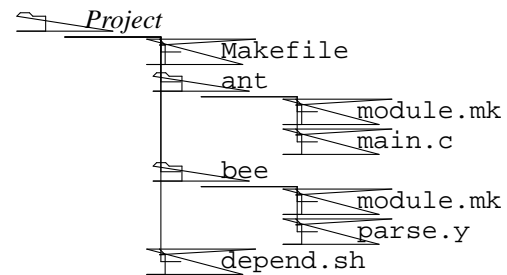 Project
Makefile
ant
module.mk
main.c
bee
module.mk
parse.y
depend.sh